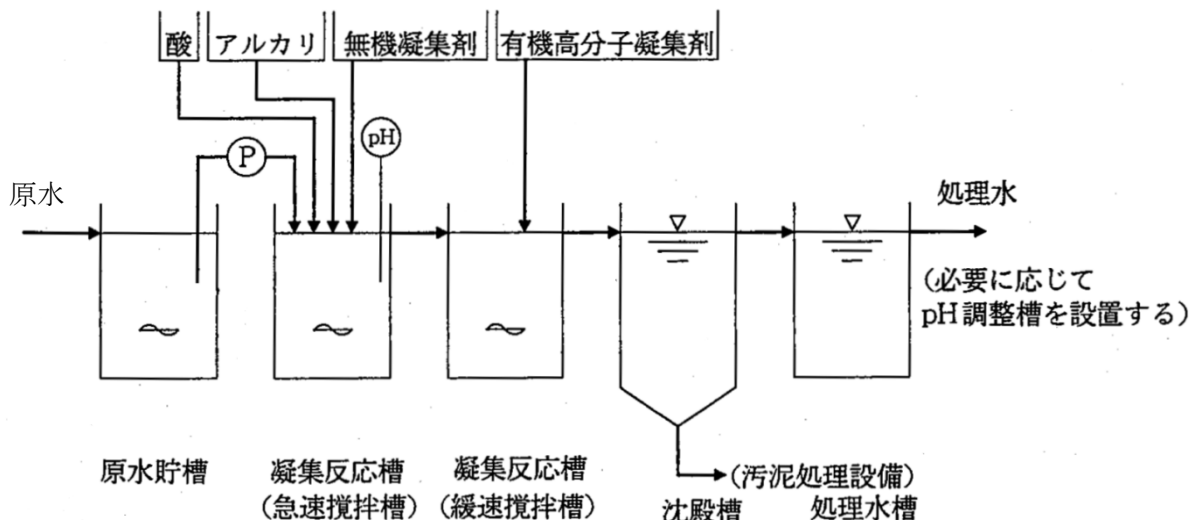 酸
アルカリ
無機凝集剤
有機高分子凝集剤
pH
P
原水
処理水
(必要に応じて
pH調整槽を設置する)
原水貯槽
凝集反応槽
(急速攪拌槽)
凝集反応槽
(緩速攪拌槽)
(汚泥処理設備)
沈殿槽
処理水槽